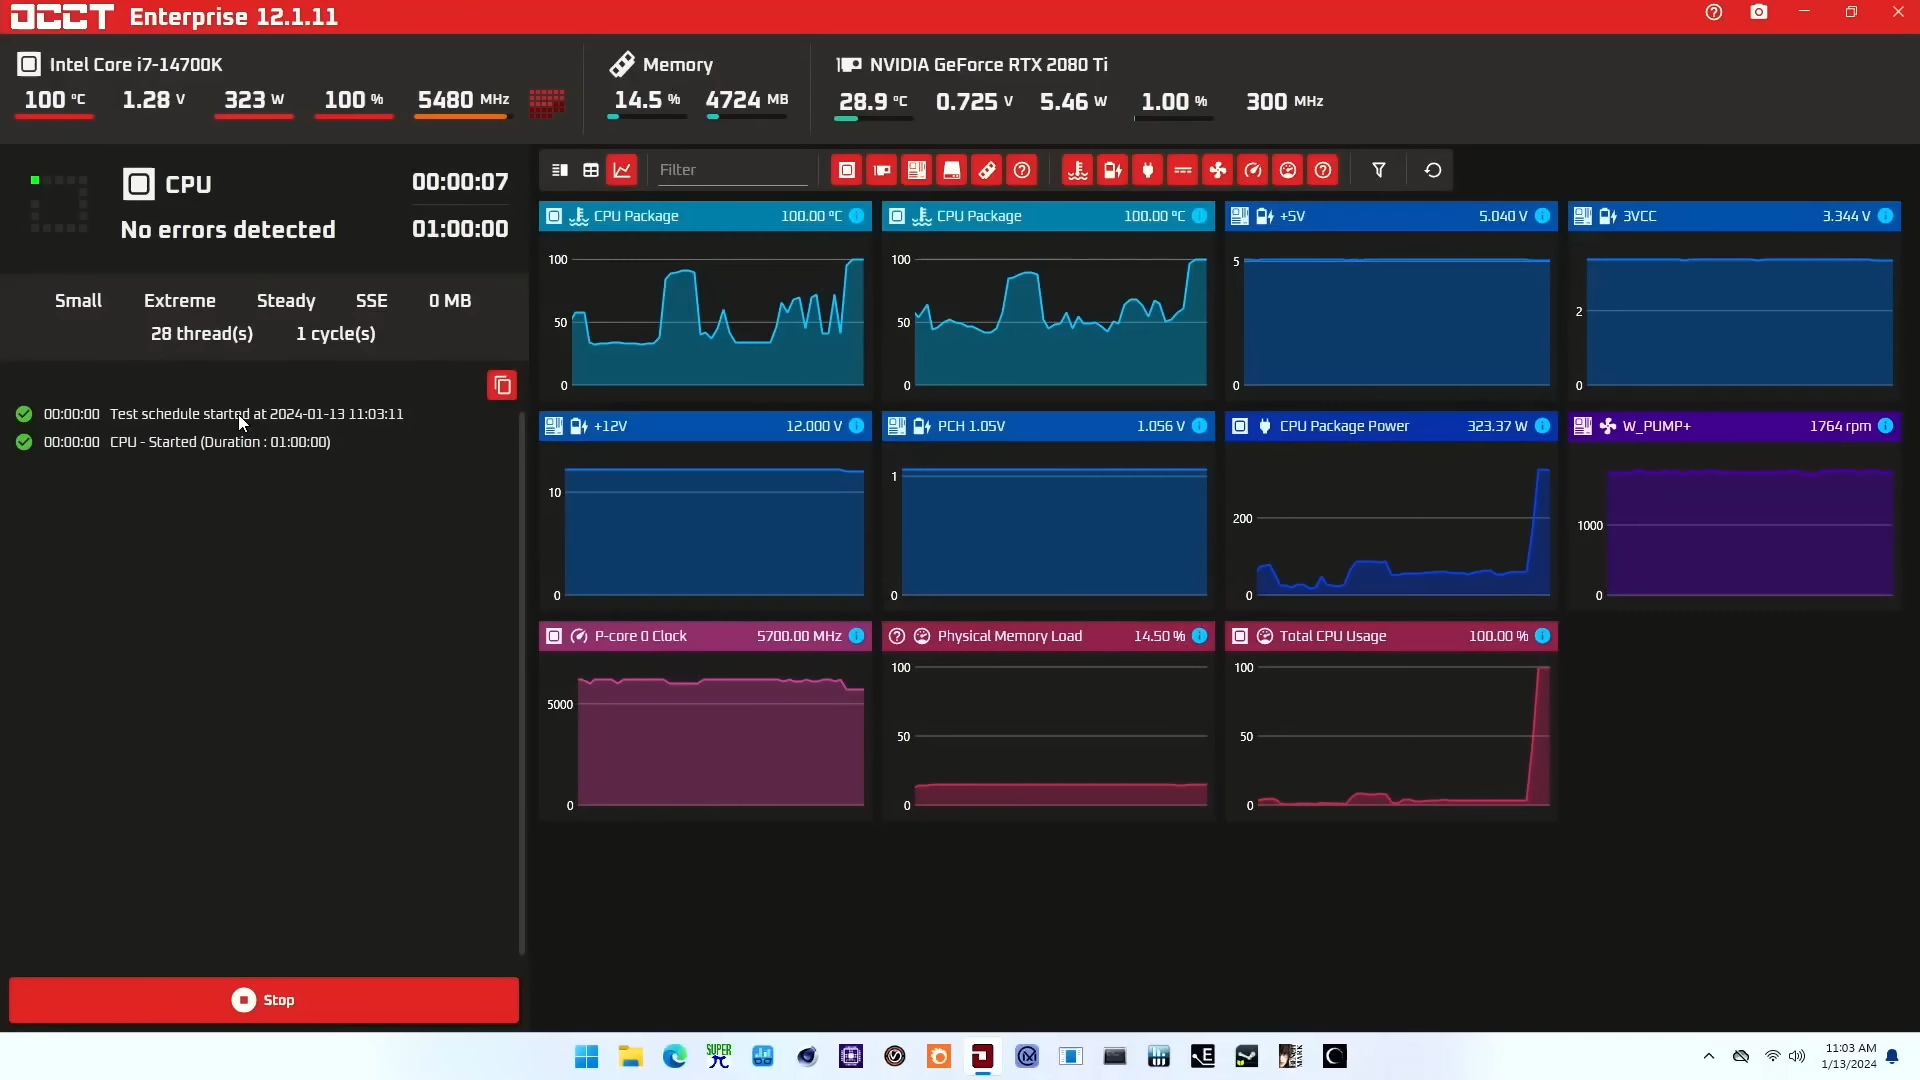 OCCT Enterprise 12.1.11
Intel Core i7-14700K
100 °C 1.28 V 323 W 100 % 5480 MHz
Memory
14.5 % 4724 MB
NVIDIA GeForce RTX 2080 Ti
28.9 °C 0.725 V 5.46 W 1.00 % 300 MHz
CPU 00:00:07
No errors detected 01:00:00
Small Extreme Steady SSE 0 MB
28 thread(s) 1 cycle(s)
00:00:00 Test schedule started at 2024-01-13 11:03:11
00:00:00 CPU - Started (Duration : 01:00:00)
Stop
Filter
CPU Package 100.00 °C
100
50
0
CPU Package 100.00 °C
100
50
0
+5V 5.040 V
5
0
3VCC 3.344 V
2
0
+12V 12.000 V
10
0
PCH 1.05V 1.056 V
1
0
CPU Package Power 323.37 W
200
0
W_PUMP+ 1764 rpm
1000
0
P-core 0 Clock 5700.00 MHz
5000
0
Physical Memory Load 14.50 %
100
50
0
Total CPU Usage 100.00 %
100
50
0
SUPER
π
E
MARK
11:03 AM
1/13/2024